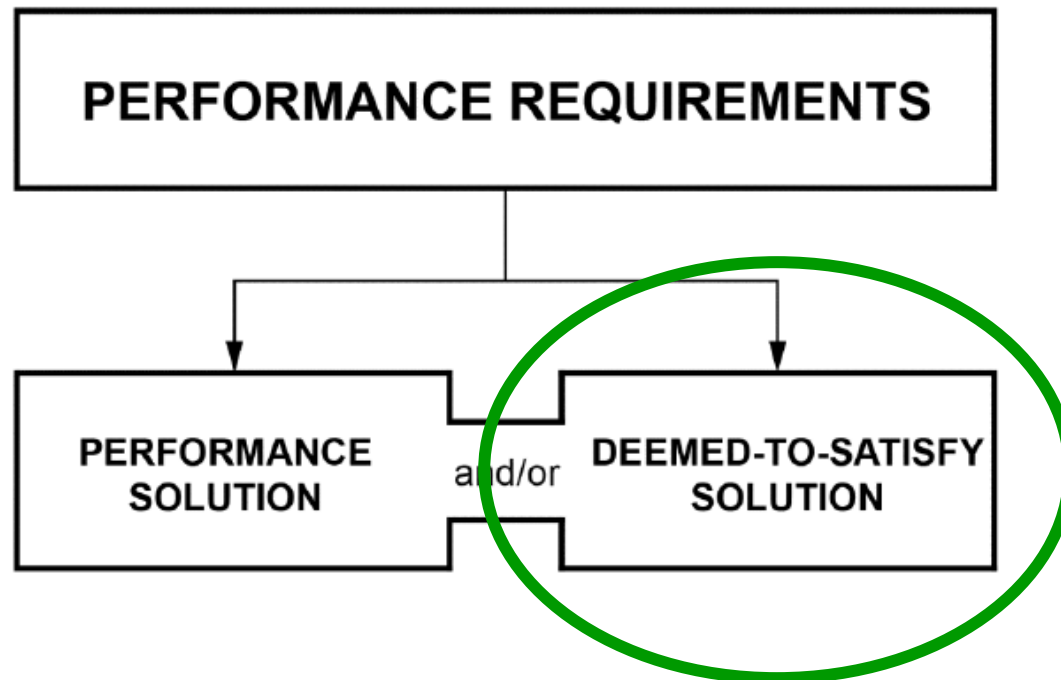 PERFORMANCE REQUIREMENTS
PERFORMANCE
SOLUTION
and/or
DEEMED-TO-SATISFY
SOLUTION